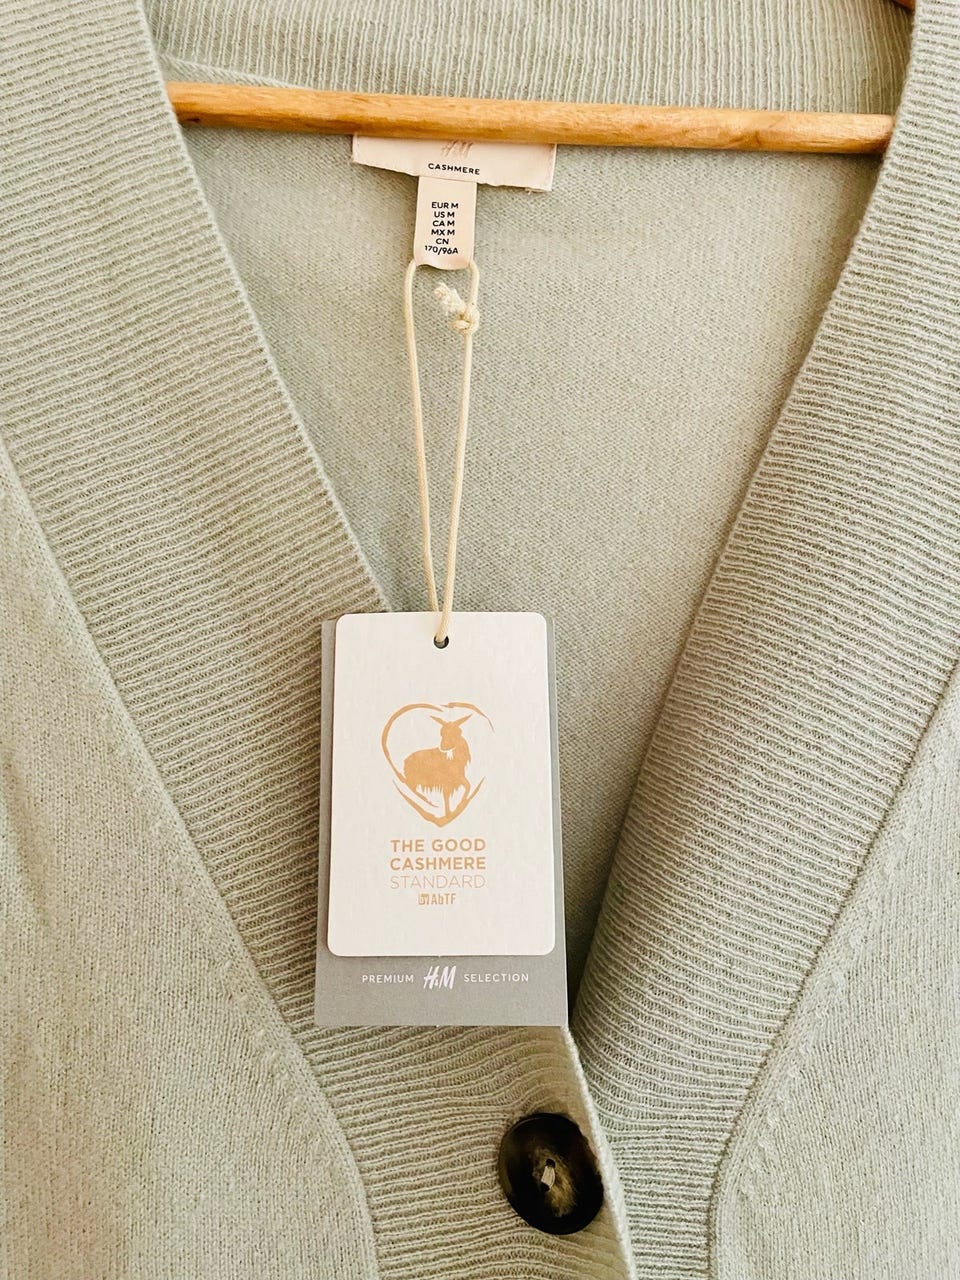 H&M
CASHMERE
EUR M
US M
CA M
MX M
CN
170/96A
THE GOOD
CASHMERE
STANDARD
by AbTF
PREMIUM H&M SELECTION